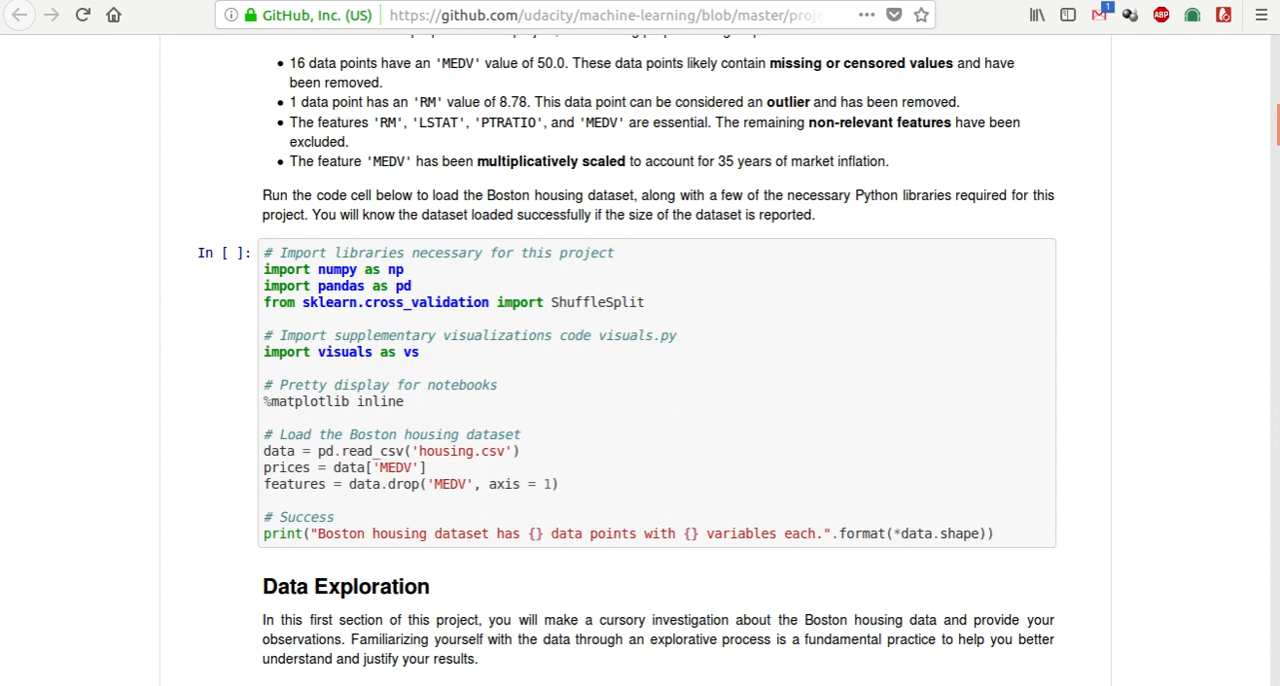 GitHub, Inc. (US) https://github.com/udacity/machine-learning/blob/master/proje
1
ABP
• 16 data points have an 'MEDV' value of 50.0. These data points likely contain missing or censored values and have
been removed.
• 1 data point has an 'RM' value of 8.78. This data point can be considered an outlier and has been removed.
• The features 'RM', 'LSTAT', 'PTRATIO', and 'MEDV' are essential. The remaining non-relevant features have been
excluded.
• The feature 'MEDV' has been multiplicatively scaled to account for 35 years of market inflation.
Run the code cell below to load the Boston housing dataset, along with a few of the necessary Python libraries required for this
project. You will know the dataset loaded successfully if the size of the dataset is reported.
In [ ]: # Import libraries necessary for this project
import numpy as np
import pandas as pd
from sklearn.cross_validation import ShuffleSplit
# Import supplementary visualizations code visuals.py
import visuals as vs
# Pretty display for notebooks
%matplotlib inline
# Load the Boston housing dataset
data = pd.read_csv('housing.csv')
prices = data['MEDV']
features = data.drop('MEDV', axis = 1)
# Success
print("Boston housing dataset has {} data points with {} variables each.".format(*data.shape))
Data Exploration
In this first section of this project, you will make a cursory investigation about the Boston housing data and provide your
observations. Familiarizing yourself with the data through an explorative process is a fundamental practice to help you better
understand and justify your results.